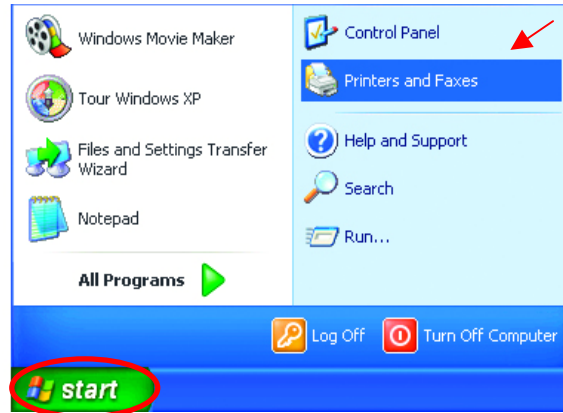 Windows Movie Maker
Tour Windows XP
Files and Settings Transfer
Wizard
Notepad
All Programs
Control Panel
Printers and Faxes
Help and Support
Search
Run...
Log Off
Turn Off Computer
start